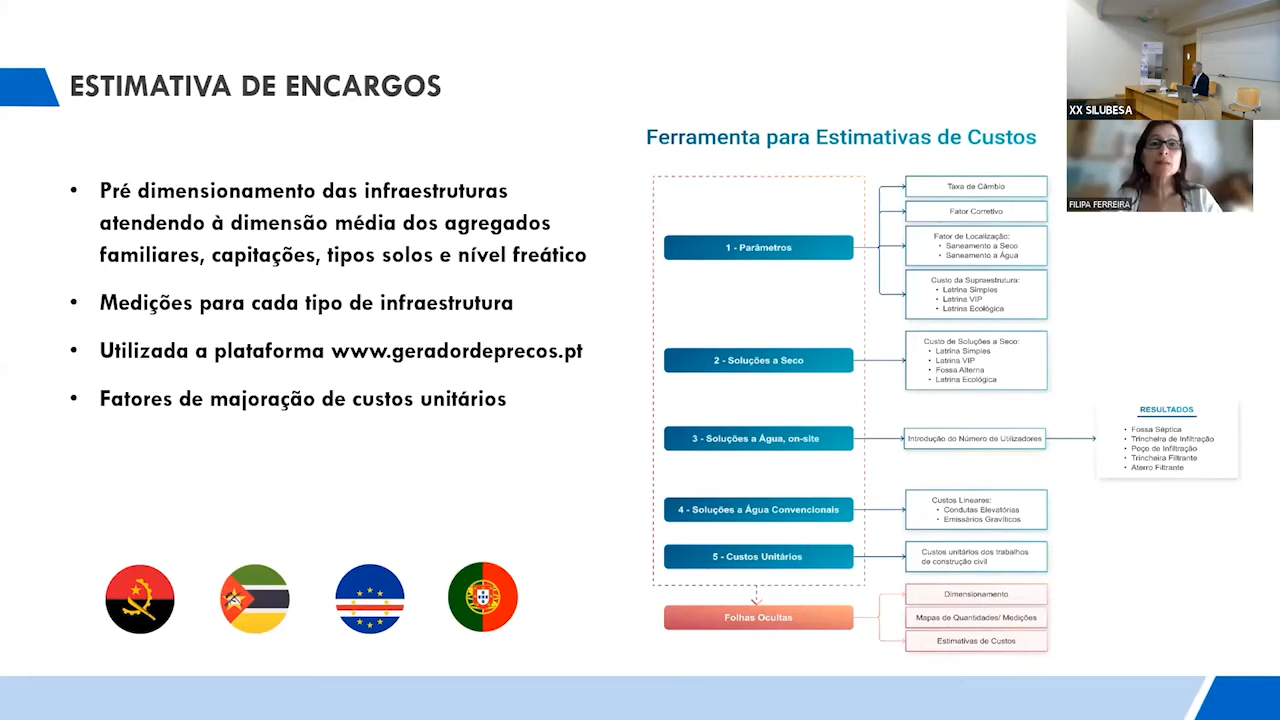 ESTIMATIVA DE ENCARGOS
• Pré dimensionamento das infraestruturas
atendendo à dimensão média dos agregados
familiares, capitações, tipos solos e nível freático
• Medições para cada tipo de infraestrutura
• Utilizada a plataforma www.geradordeprecos.pt
• Fatores de majoração de custos unitários
Ferramenta para Estimativas de Custos
1 - Parâmetros
Taxa de Câmbio
Fator Corretivo
Fator de Localização:
• Saneamento a Seco
• Saneamento a Água
Custo da Supraestrutura:
• Latrina Simples
• Latrina VIP
• Latrina Ecológica
2 - Soluções a Seco
Custo de Soluções a Seco:
• Latrina Simples
• Latrina VIP
• Fossa Alterna
• Latrina Ecológica
3 - Soluções a Água, on-site
Introdução do Número de Utilizadores
RESULTADOS
• Fossa Séptica
• Trincheira de Infiltração
• Poço de Infiltração
• Trincheira Filtrante
• Aterro Filtrante
4 - Soluções a Água Convencionais
Custos Lineares:
• Condutas Elevatórias
• Emissários Gravíticos
5 - Custos Unitários
Custos unitários dos trabalhos
de construção civil
Folhas Ocultas
Dimensionamento
Mapas de Quantidades/ Medições
Estimativas de Custos
XX SILUBESA
FILIPA FERREIRA